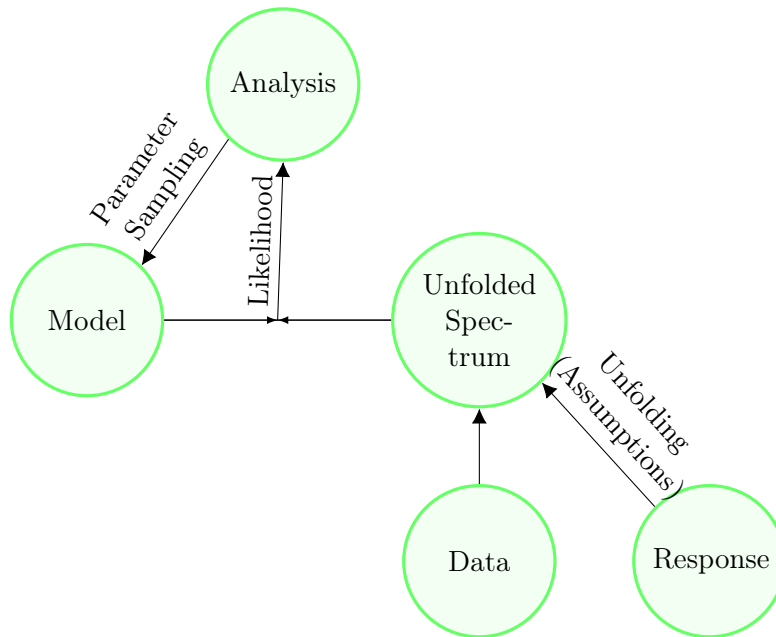 Analysis
Parameter
Sampling
Likelihood
Model
Unfolded
Spec-
trum
Unfolding
(Assumptions)
Data
Response